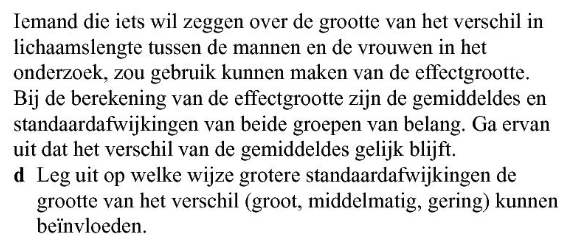 Iemand die iets wil zeggen over de grootte van het verschil in
lichaamslengte tussen de mannen en de vrouwen in het
onderzoek, zou gebruik kunnen maken van de effectgrootte.
Bij de berekening van de effectgrootte zijn de gemiddeldes en
standaardafwijkingen van beide groepen van belang. Ga ervan
uit dat het verschil van de gemiddeldes gelijk blijft.
d Leg uit op welke wijze grotere standaardafwijkingen de
grootte van het verschil (groot, middelmatig, gering) kunnen
beïnvloeden.